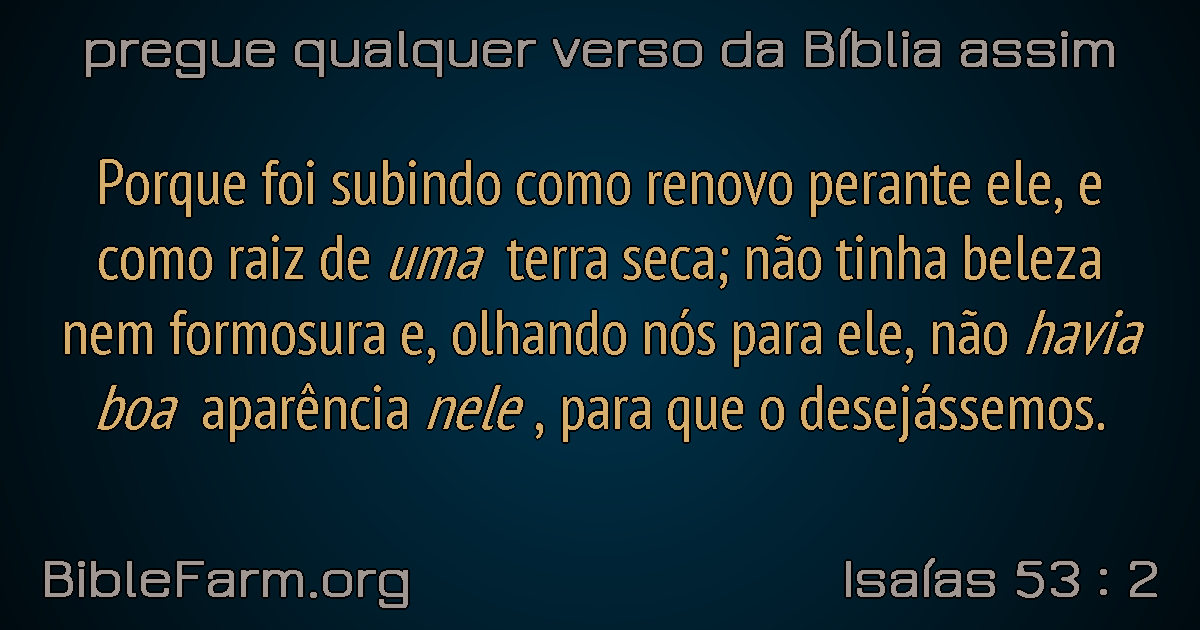 pregue qualquer verso da Bíblia assim
Porque foi subindo como renovo perante ele, e
como raiz de uma terra seca; não tinha beleza
nem formosura e, olhando nós para ele, não havia
boa aparência nele , para que o desejássemos.
BibleFarm.org
Isaías 53 : 2